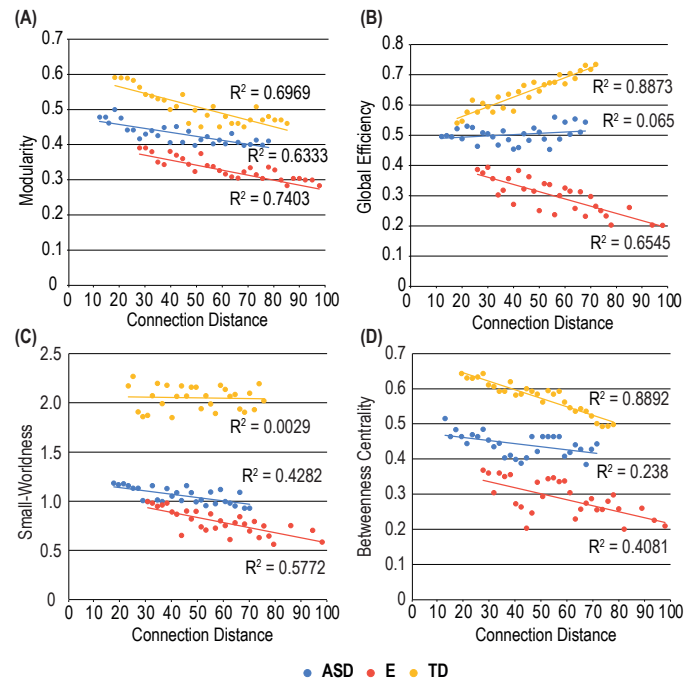 (A)
Modularity
0.7
0.6
0.5
0.4
0.3
0.2
0.1
0
R² = 0.6969
R² = 0.6333
R² = 0.7403
0 10 20 30 40 50 60 70 80 90 100
Connection Distance
(B)
Global Efficiency
0.8
0.7
0.6
0.5
0.4
0.3
0.2
0.1
0
R² = 0.8873
R² = 0.065
R² = 0.6545
0 10 20 30 40 50 60 70 80 90 100
Connection Distance
(C)
Small-Worldness
2.5
2.0
1.5
1.0
0.5
0
R² = 0.0029
R² = 0.4282
R² = 0.5772
0 10 20 30 40 50 60 70 80 90 100
Connection Distance
(D)
Betweenness Centrality
0.7
0.6
0.5
0.4
0.3
0.2
0.1
0
R² = 0.8892
R² = 0.238
R² = 0.4081
0 10 20 30 40 50 60 70 80 90 100
Connection Distance
ASD E TD